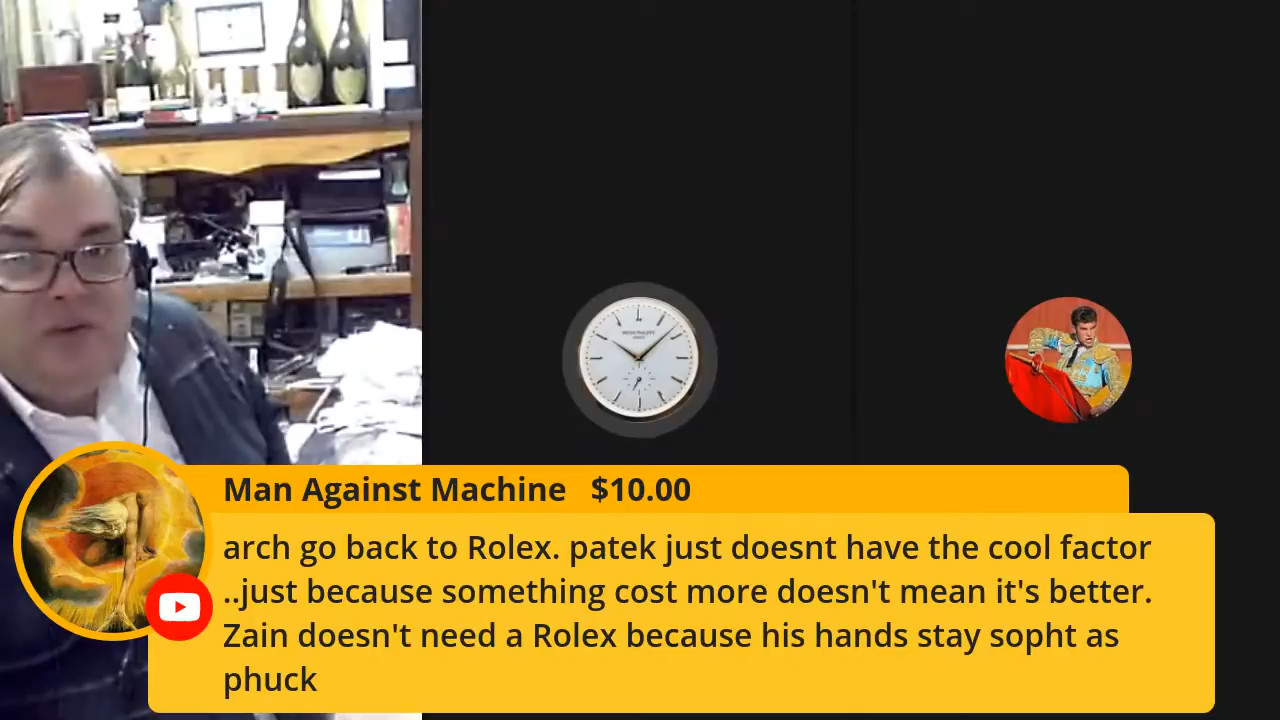 Man Against Machine $10.00
arch go back to Rolex. patek just doesnt have the cool factor
..just because something cost more doesn't mean it's better.
Zain doesn't need a Rolex because his hands stay sopht as
phuck